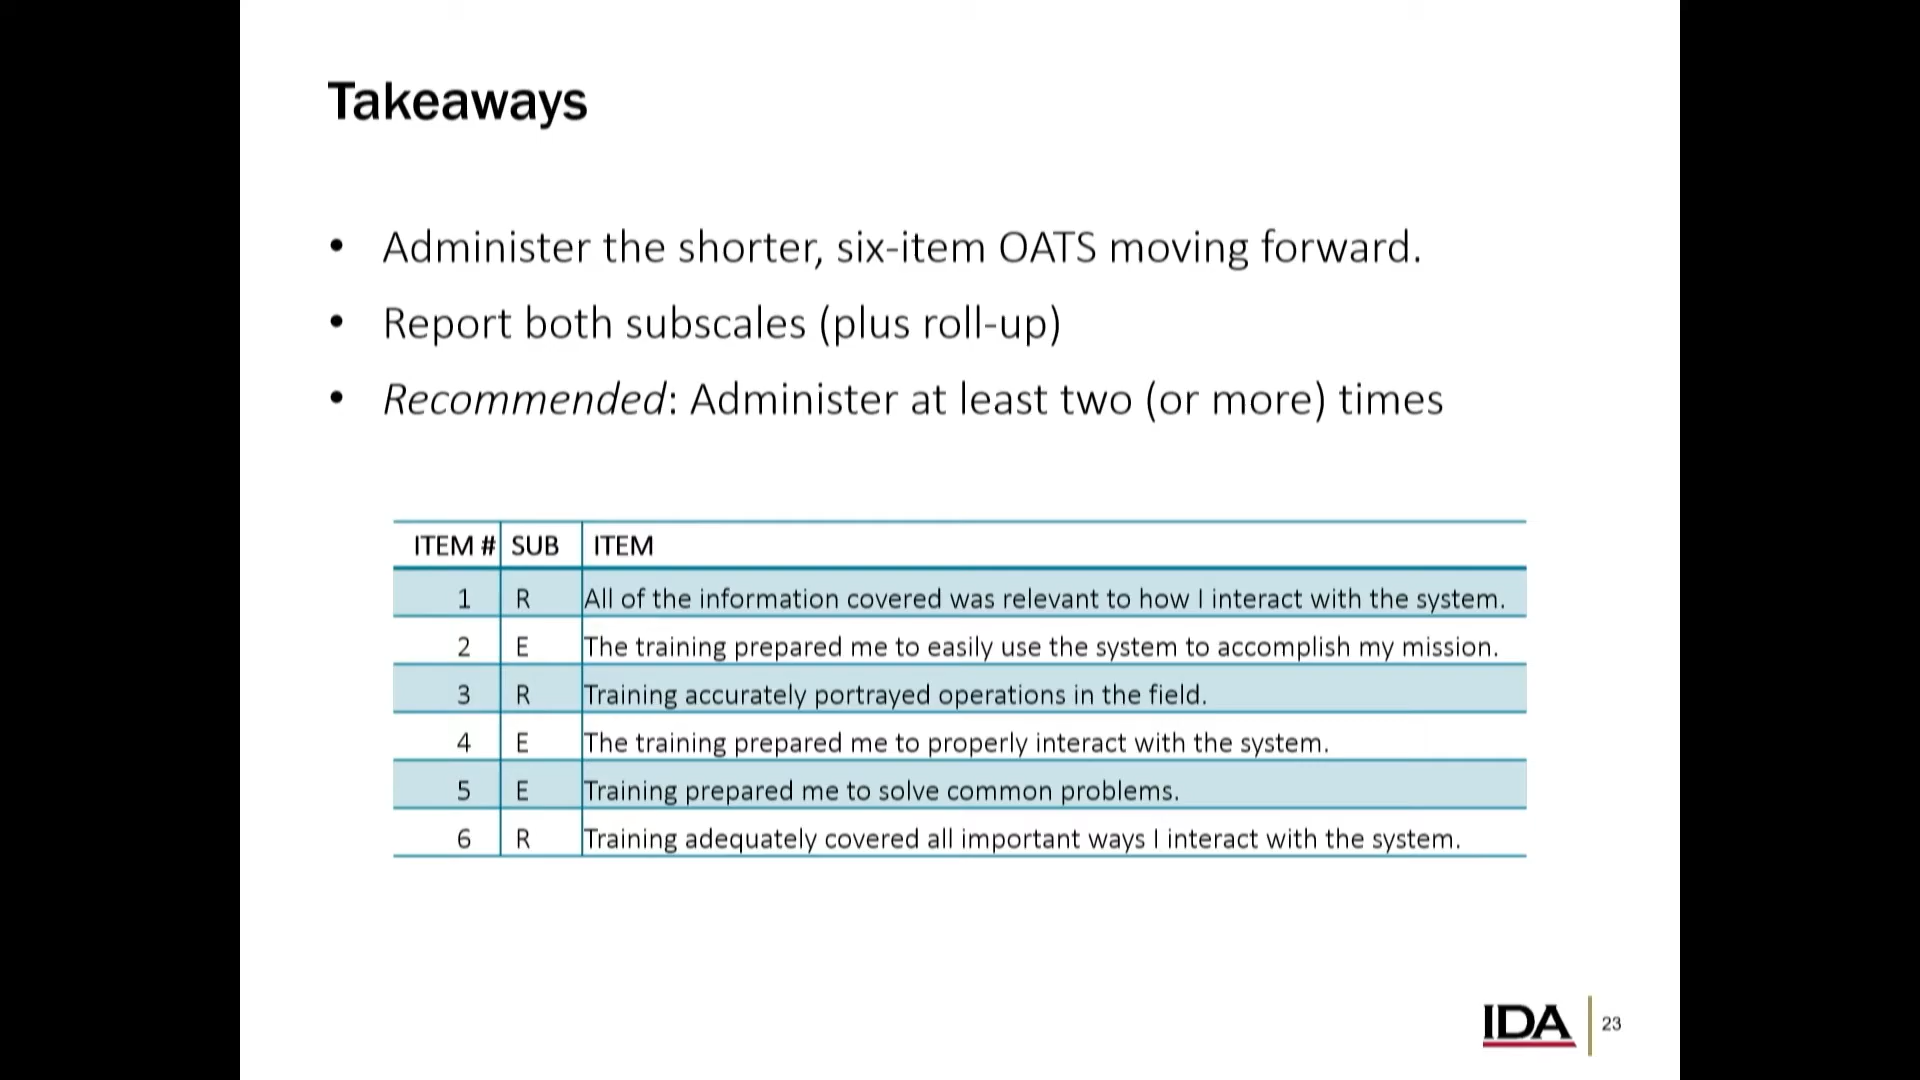 Takeaways
• Administer the shorter, six-item OATS moving forward.
• Report both subscales (plus roll-up)
• Recommended: Administer at least two (or more) times
ITEM # SUB ITEM
1 R All of the information covered was relevant to how I interact with the system.
2 E The training prepared me to easily use the system to accomplish my mission.
3 R Training accurately portrayed operations in the field.
4 E The training prepared me to properly interact with the system.
5 E Training prepared me to solve common problems.
6 R Training adequately covered all important ways I interact with the system.
IDA 23